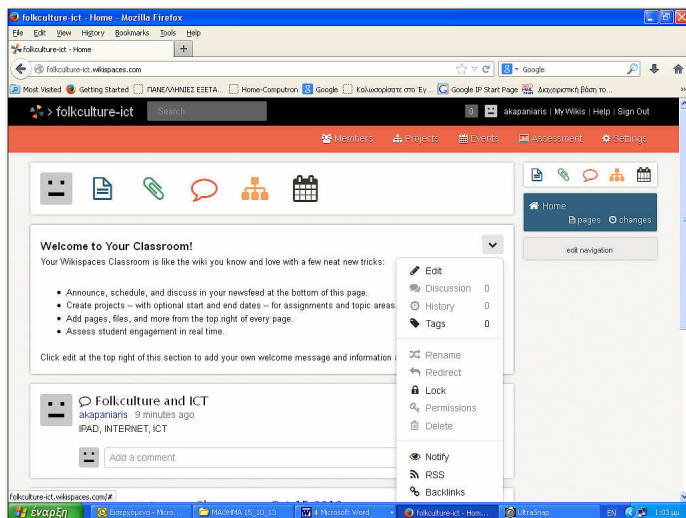 folkculture-ict - Home - Mozilla Firefox
File Edit View History Bookmarks Tools Help
folkculture-ict - Home
folkculture-ict.wikispaces.com
Google
Most Visited Getting Started ΠΑΝΕΛΛΗΝΙΕΣ ΕΞΕΤΑ... Home-Computron Google Καλωσορίσατε στο Έγ... Google IP Start Page Διαχειριστική βάση το...
folkculture-ict Search 0 akapaniaris | My Wikis | Help | Sign Out
Members Projects Events Assessment Settings
Home
pages changes
edit navigation
Welcome to Your Classroom!
Your Wikispaces Classroom is like the wiki you know and love with a few neat new tricks:
Announce, schedule, and discuss in your newsfeed at the bottom of this page.
Create projects – with optional start and end dates – for assignments and topic areas.
Add pages, files, and more from the top right of every page.
Assess student engagement in real time.
Click edit at the top right of this section to add your own welcome message and information
Edit
Discussion 0
History 0
Tags 0
Rename
Redirect
Lock
Permissions
Delete
Notify
RSS
Backlinks
Folkculture and ICT
akapaniaris 9 minutes ago
IPAD, INTERNET, ICT
Add a comment
folkculture-ict.wikispaces.com/#
έναρξη Εισερχόμενα - Micro... ΜΑΘΗΜΑ 15_10_13 4 Microsoft Word folkculture-ict - Hom... UltraSnap EN 1:03 μμ